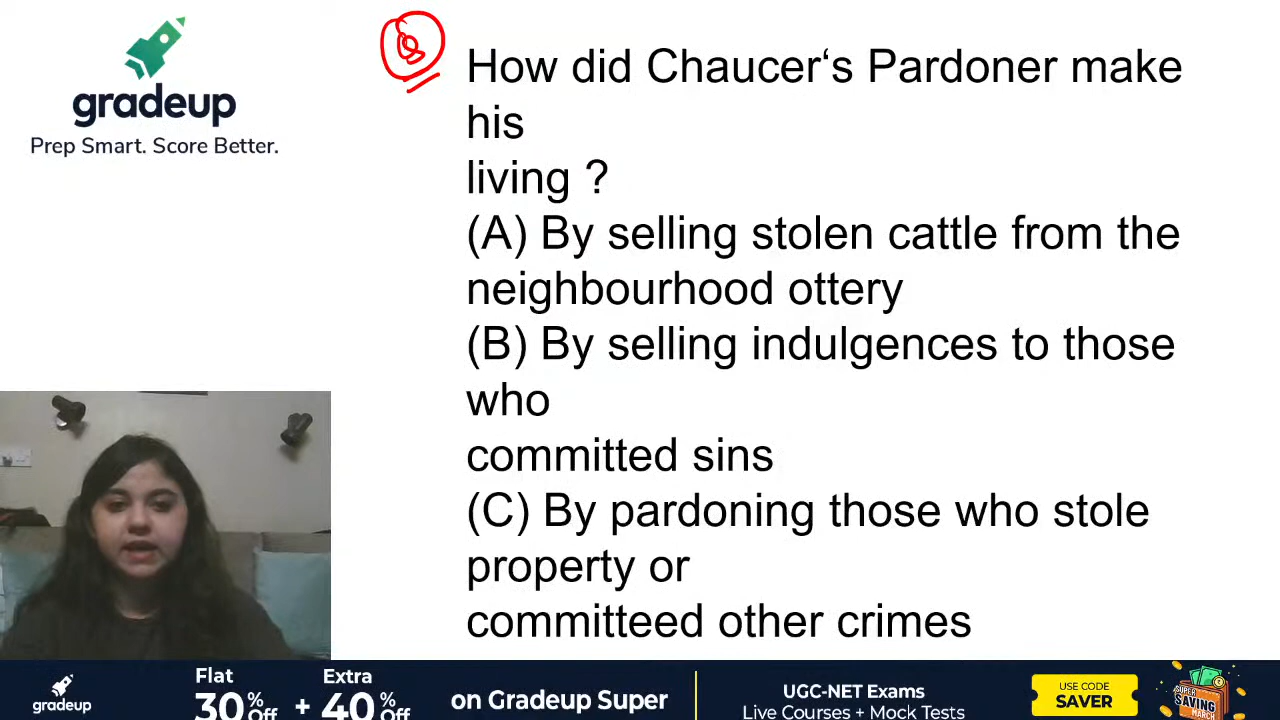 gradeup
Prep Smart. Score Better.
How did Chaucer‘s Pardoner make
his
living ?
(A) By selling stolen cattle from the
neighbourhood ottery
(B) By selling indulgences to those
who
committed sins
(C) By pardoning those who stole
property or
committeed other crimes
gradeup
Flat
30% Off
+
Extra
40% Off
on Gradeup Super
UGC-NET Exams
Live Courses + Mock Tests
USE CODE
SAVER
SUPER
SAVING
MARCH